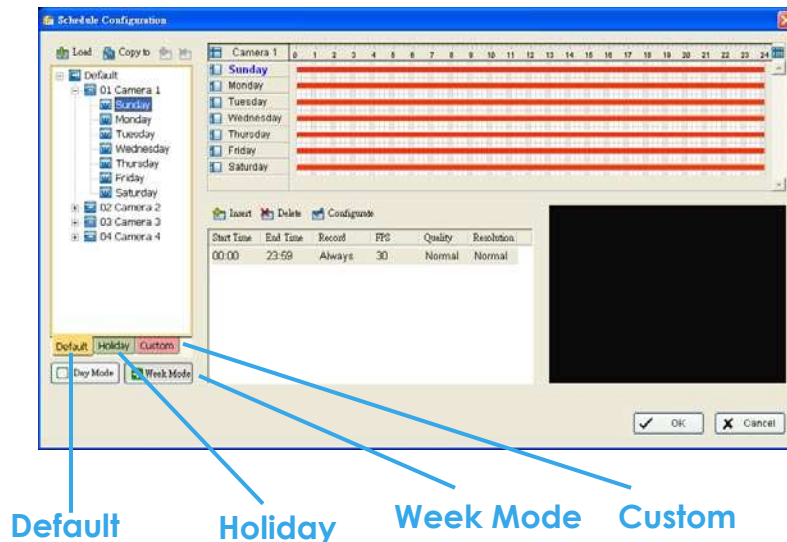 Schedule Configuration
Load Copy to
Default
01 Camera 1
Sunday
Monday
Tuesday
Wednesday
Thursday
Friday
Saturday
02 Camera 2
03 Camera 3
04 Camera 4
Default Holiday Custom
Day Mode Week Mode
Camera 1 0 1 2 3 4 5 6 7 8 9 10 11 12 13 14 15 16 17 18 19 20 21 22 23 24
Sunday
Monday
Tuesday
Wednesday
Thursday
Friday
Saturday
Insert Delete Configurate
Start Time End Time Record FPS Quality Resolution
00:00 23:59 Always 30 Normal Normal
OK Cancel
Default Holiday Week Mode Custom